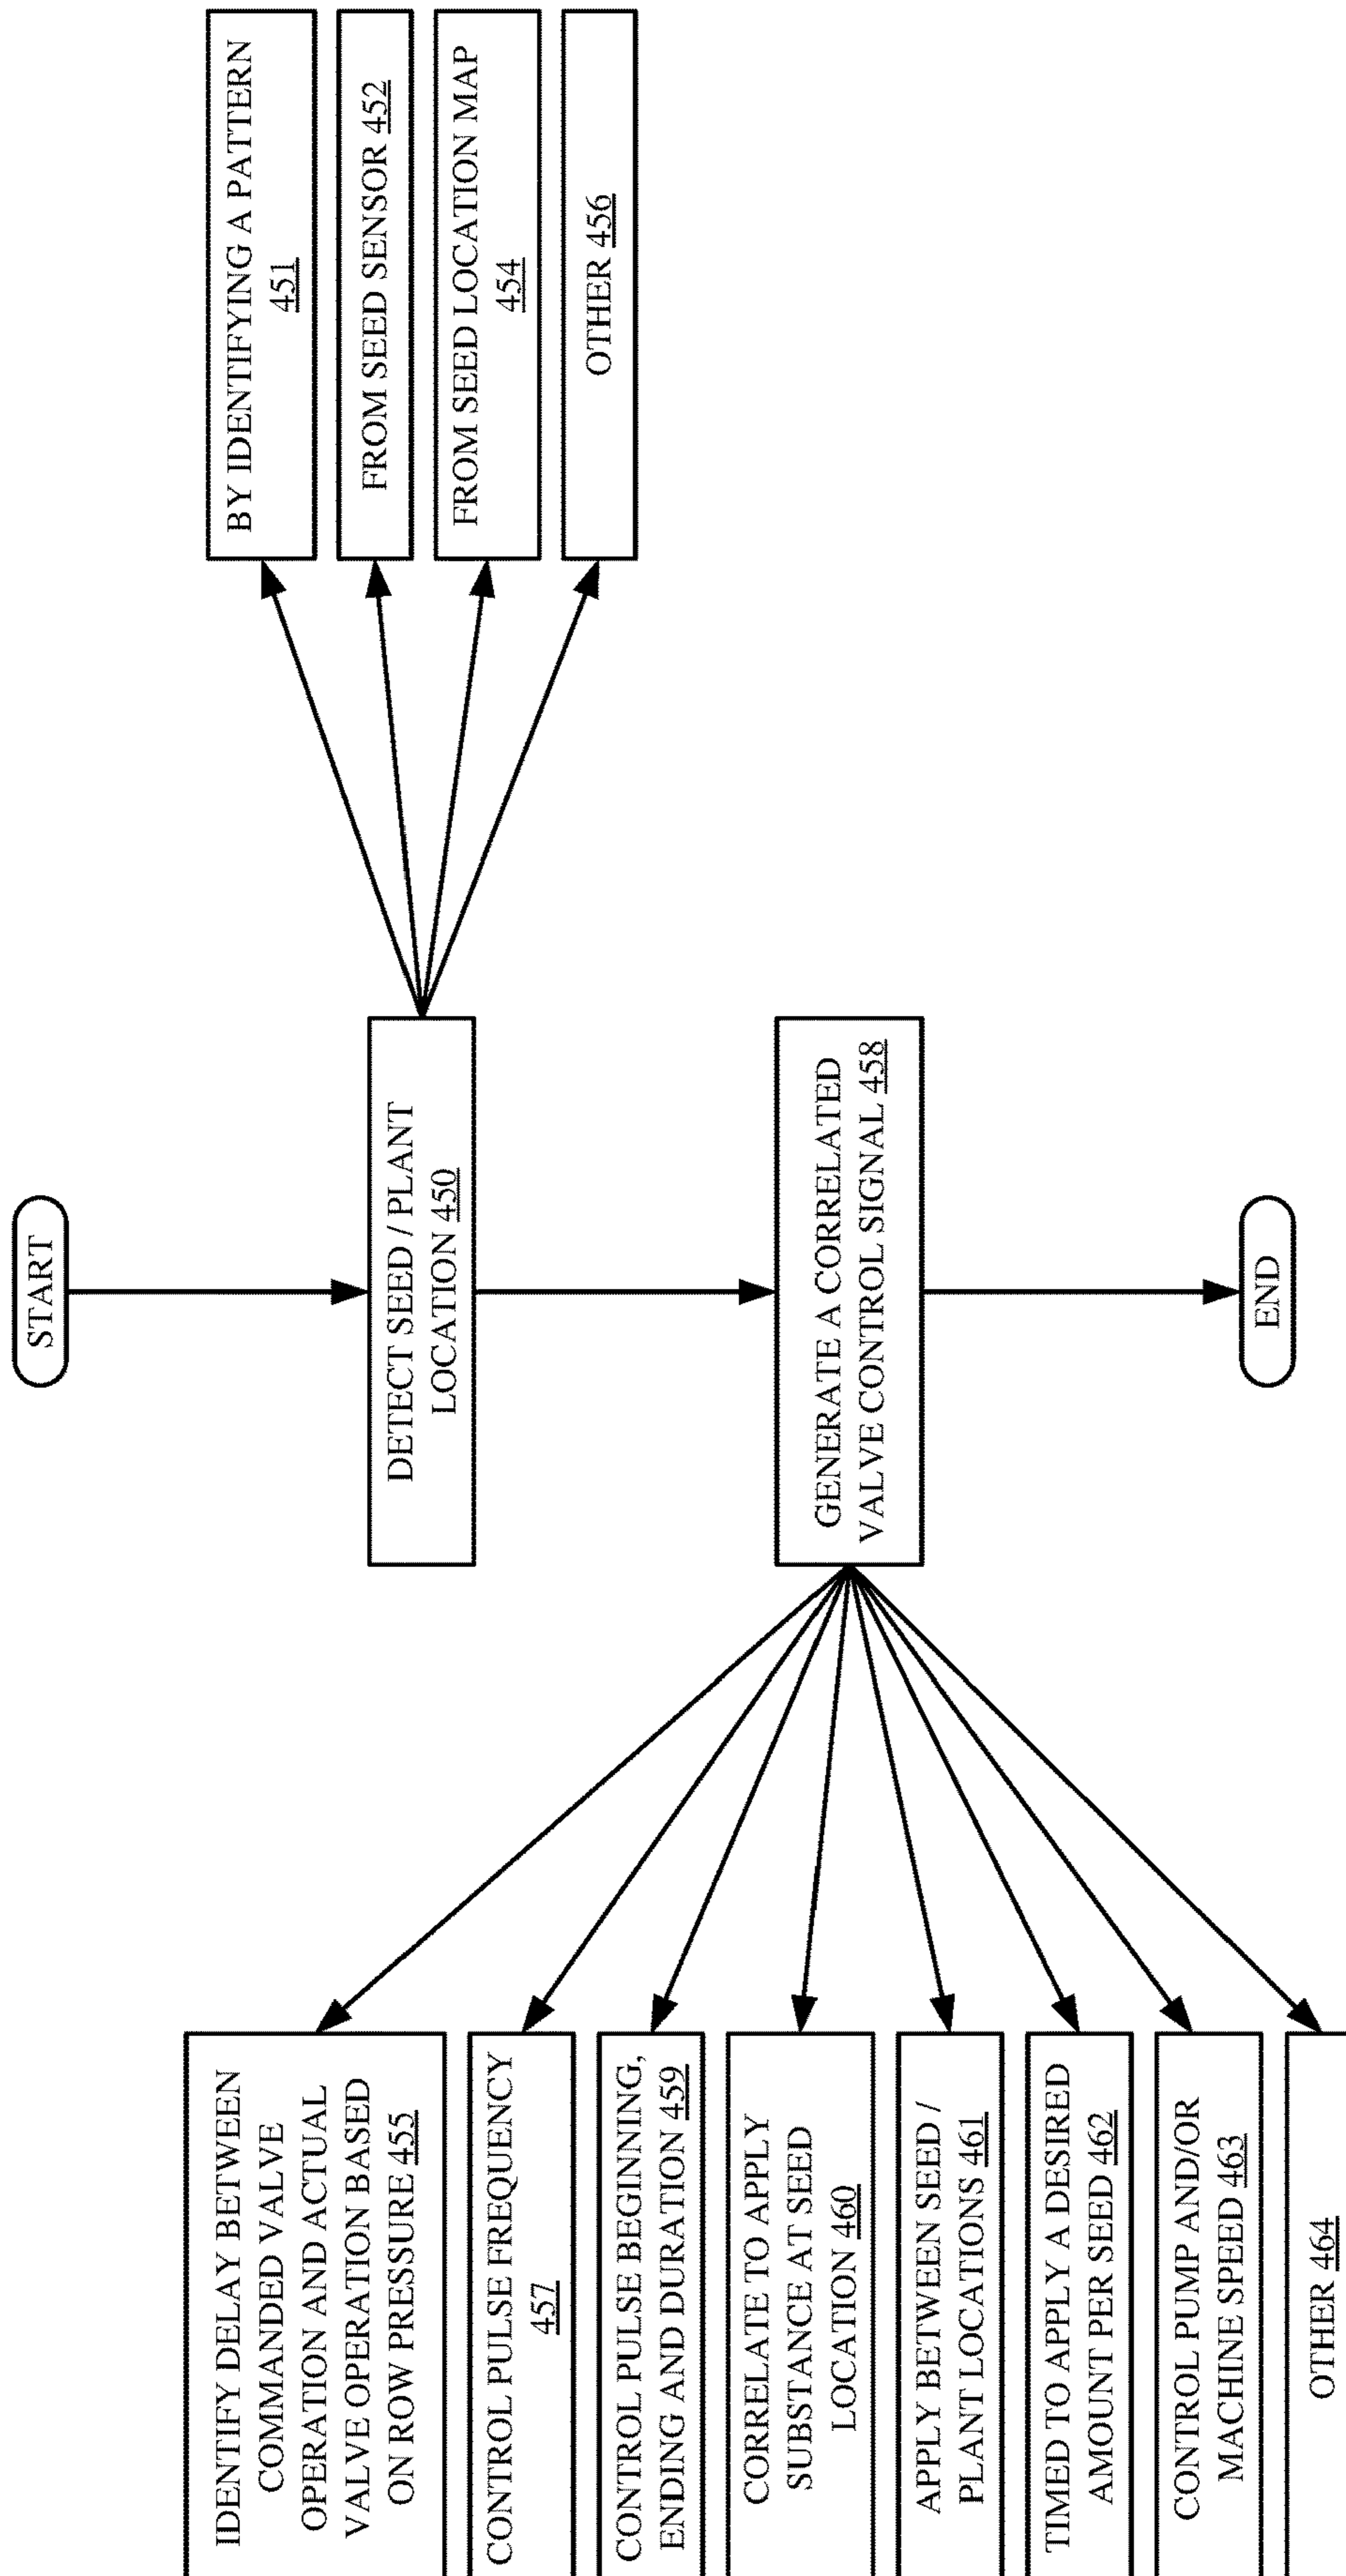 START
DETECT SEED / PLANT
LOCATION 450
BY IDENTIFYING A PATTERN
451
FROM SEED SENSOR 452
FROM SEED LOCATION MAP
454
OTHER 456
GENERATE A CORRELATED
VALVE CONTROL SIGNAL 458
IDENTIFY DELAY BETWEEN
COMMANDED VALVE
OPERATION AND ACTUAL
VALVE OPERATION BASED
ON ROW PRESSURE 455
CONTROL PULSE FREQUENCY
457
CONTROL PULSE BEGINNING,
ENDING AND DURATION 459
CORRELATE TO APPLY
SUBSTANCE AT SEED
LOCATION 460
APPLY BETWEEN SEED /
PLANT LOCATIONS 461
TIMED TO APPLY A DESIRED
AMOUNT PER SEED 462
CONTROL PUMP AND/OR
MACHINE SPEED 463
OTHER 464
END